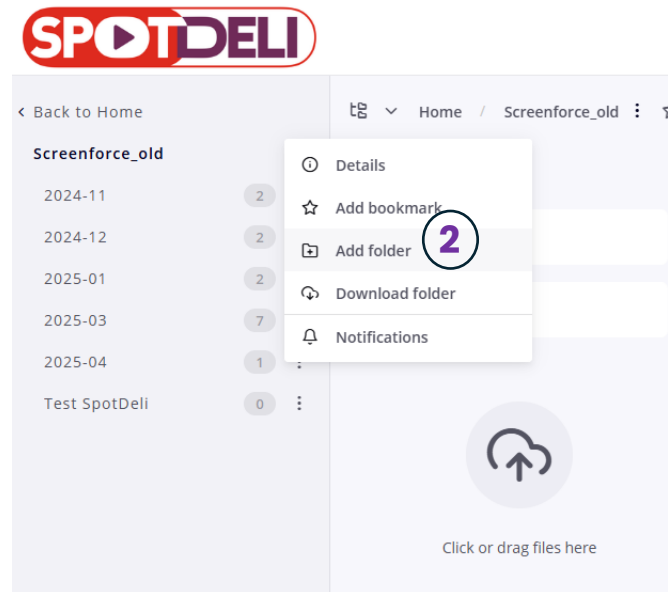 SPOTDELI
Back to Home
Home / Screenforce_old
Screenforce_old
2024-11 2
2024-12 2
2025-01 2
2025-03 7
2025-04 1
Test SpotDeli 0
Details
Add bookmark
Add folder 2
Download folder
Notifications
Click or drag files here